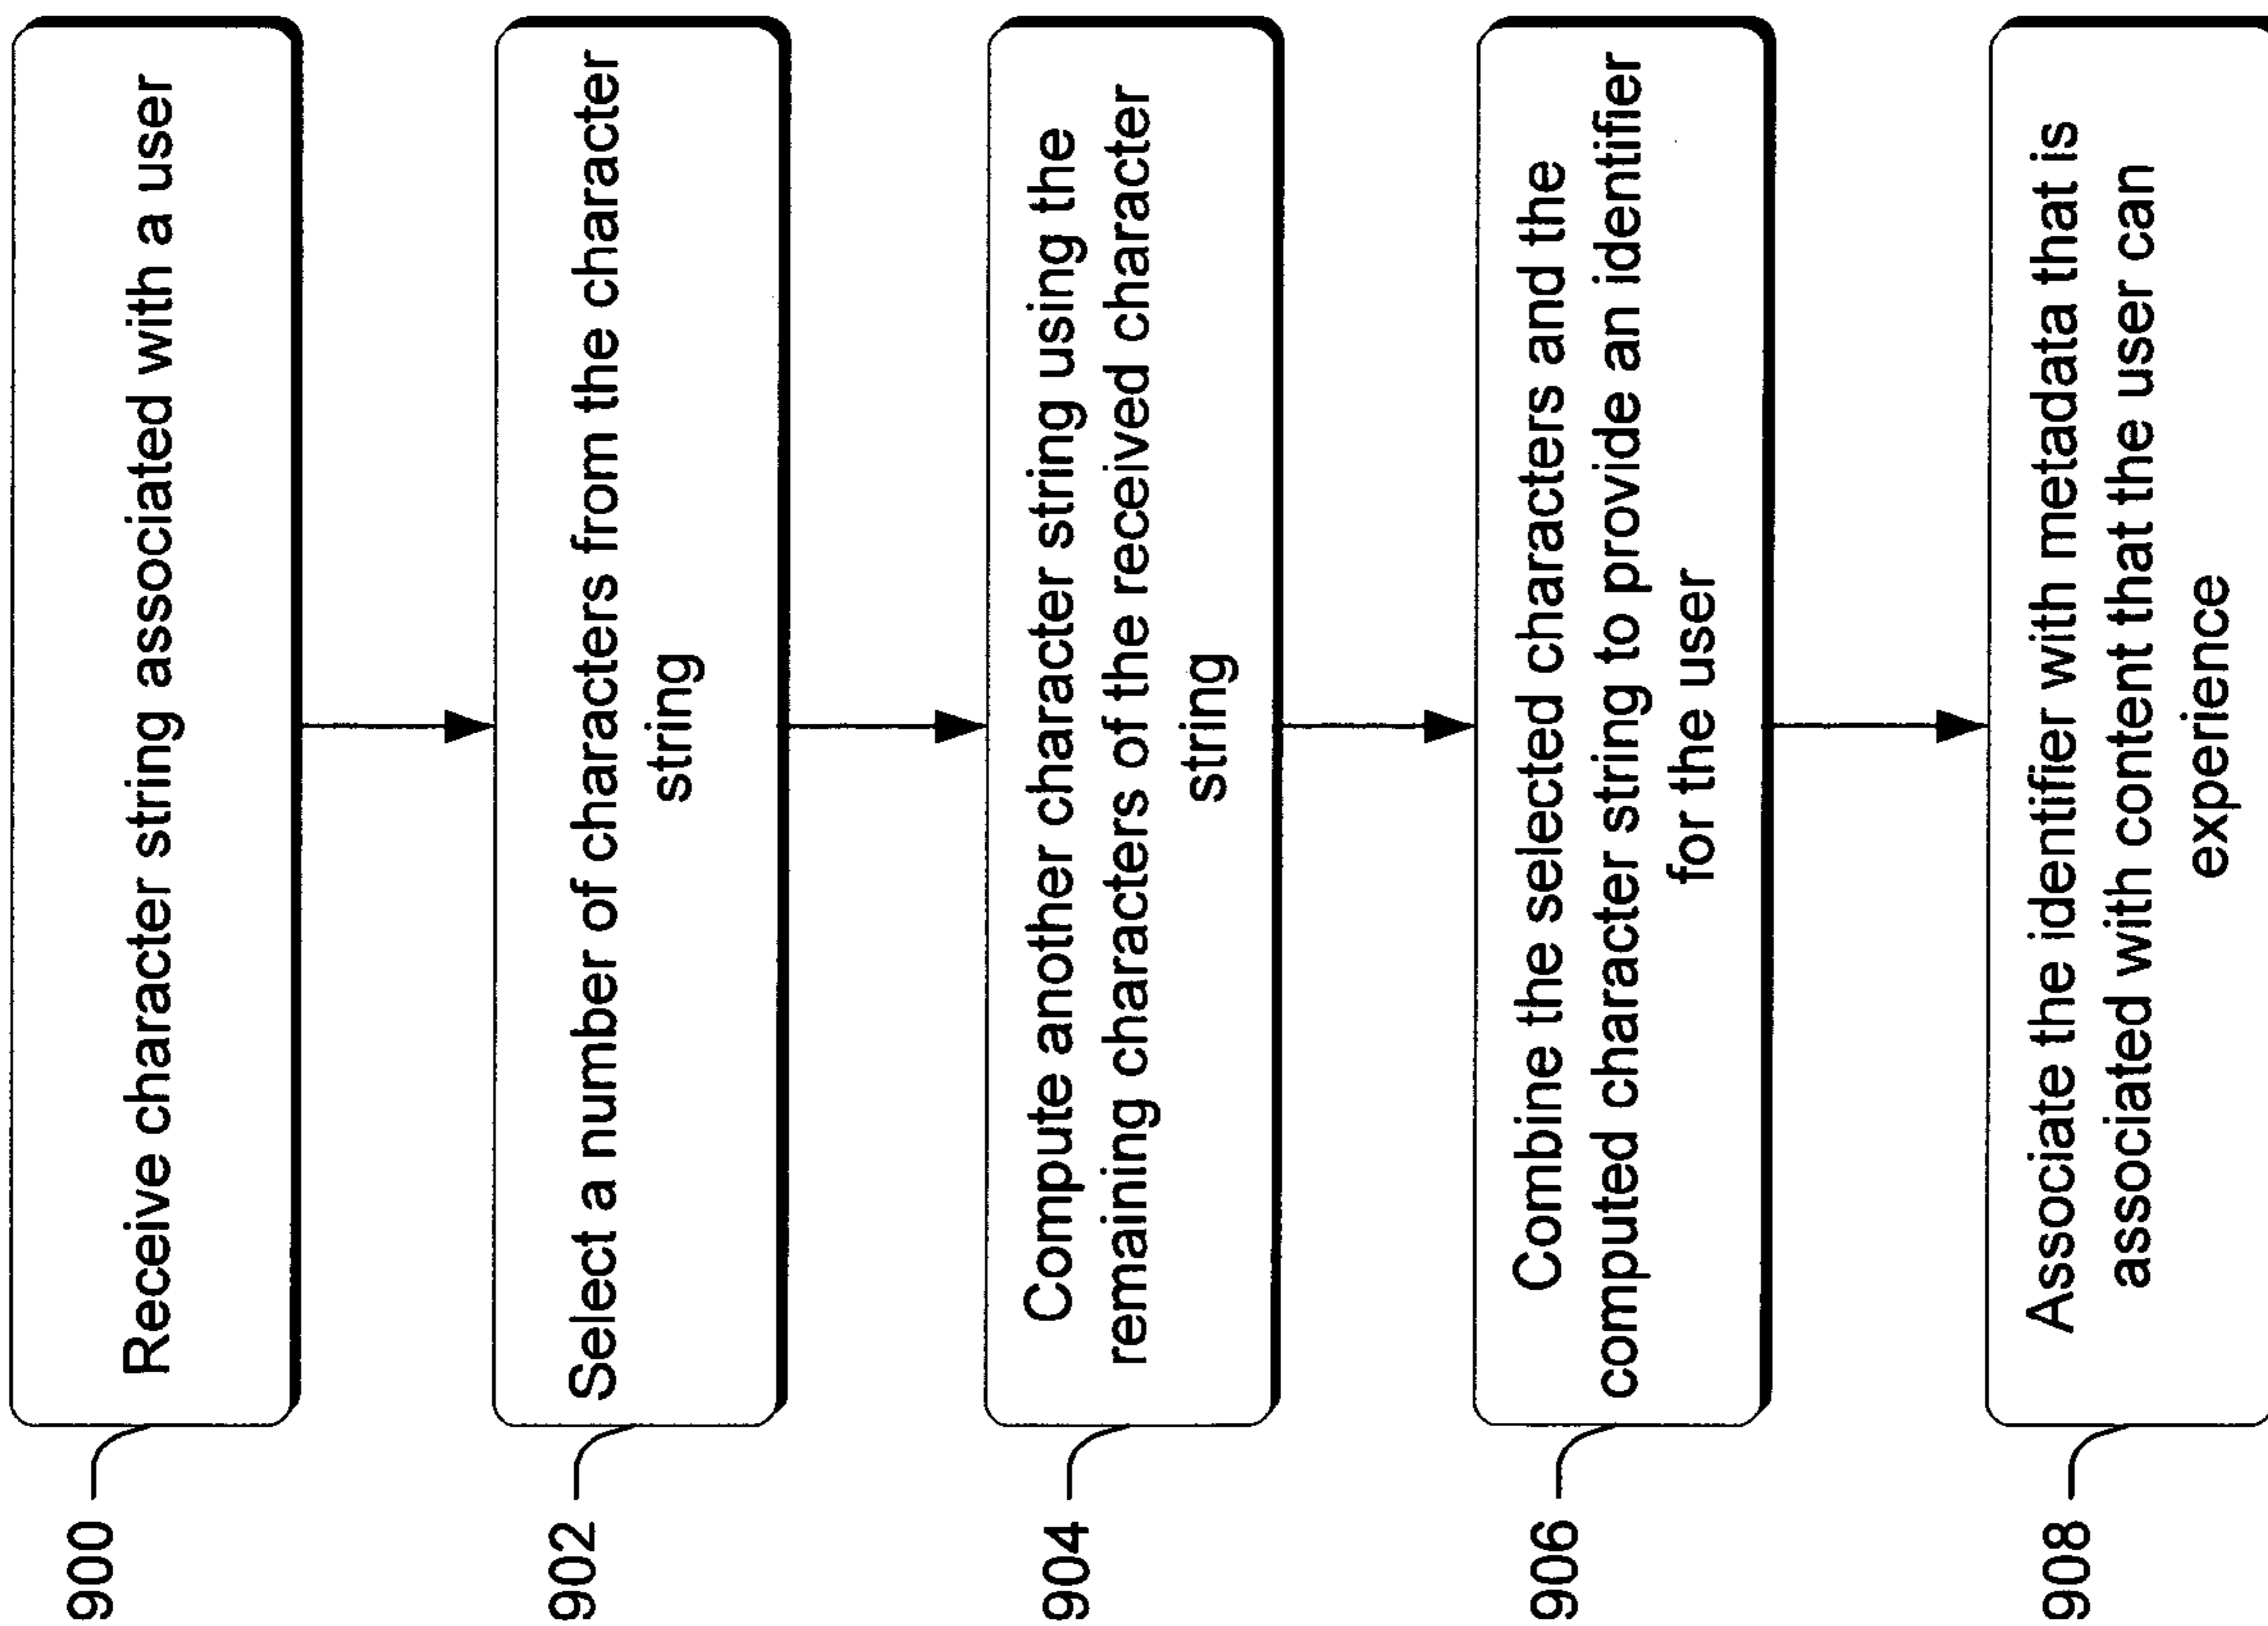 900
Receive character string associated with a user
902
Select a number of characters from the character
string
904
Compute another character string using the
remaining characters of the received character
string
906
Combine the selected characters and the
computed character string to provide an identifier
for the user
908
Associate the identifier with metadata that is
associated with content that the user can
experience